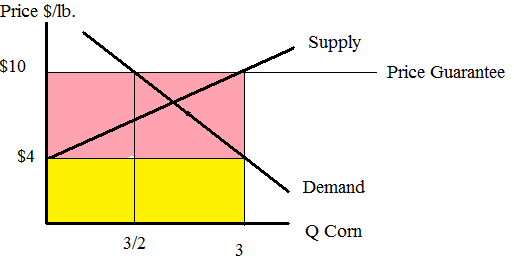 Price $/lb.
Supply
$10
Price Guarantee
$4
Demand
Q Corn
3/2
3